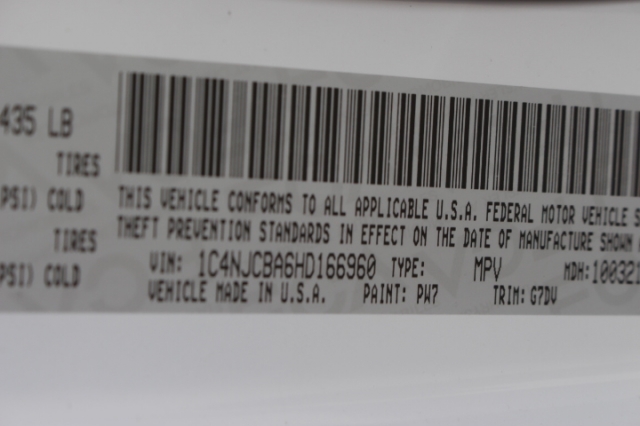 435 LB
TIRES
PSI) COLD
TIRES
PSI) COLD
THIS VEHICLE CONFORMS TO ALL APPLICABLE U.S.A. FEDERAL MOTOR VEHICLE S
THEFT PREVENTION STANDARDS IN EFFECT ON THE DATE OF MANUFACTURE SHOWN
VIN: 1C4NJCBA6HD166960 TYPE: MPV MDH:100321
VEHICLE MADE IN U.S.A. PAINT: PW7 TRIM: G7DV